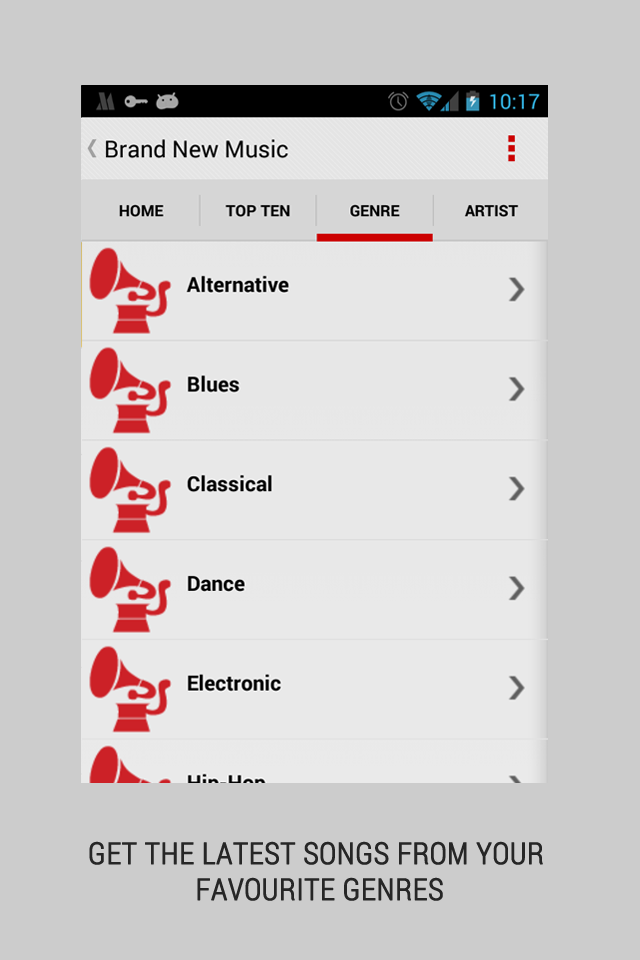 10:17
Brand New Music
HOME TOP TEN GENRE ARTIST
Alternative
Blues
Classical
Dance
Electronic
Hip-Hop
GET THE LATEST SONGS FROM YOUR
FAVOURITE GENRES